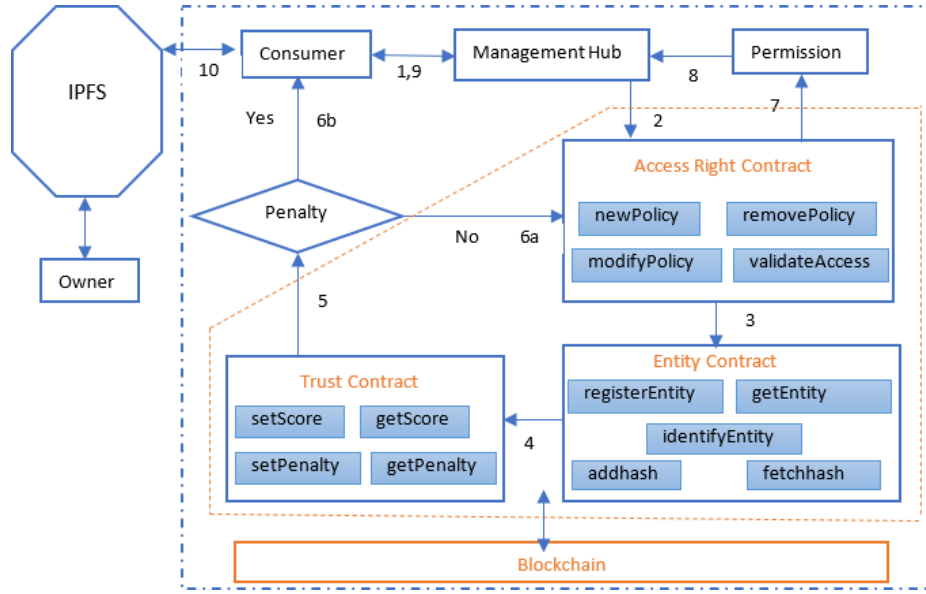 IPFS
Consumer
Management Hub
Permission
10
1,9
8
Yes
6b
2
7
Access Right Contract
Penalty
newPolicy
removePolicy
No
6a
modifyPolicy
validateAccess
Owner
5
3
Trust Contract
Entity Contract
registerEntity
getEntity
setScore
getScore
4
identifyEntity
setPenalty
getPenalty
addhash
fetchhash
Blockchain